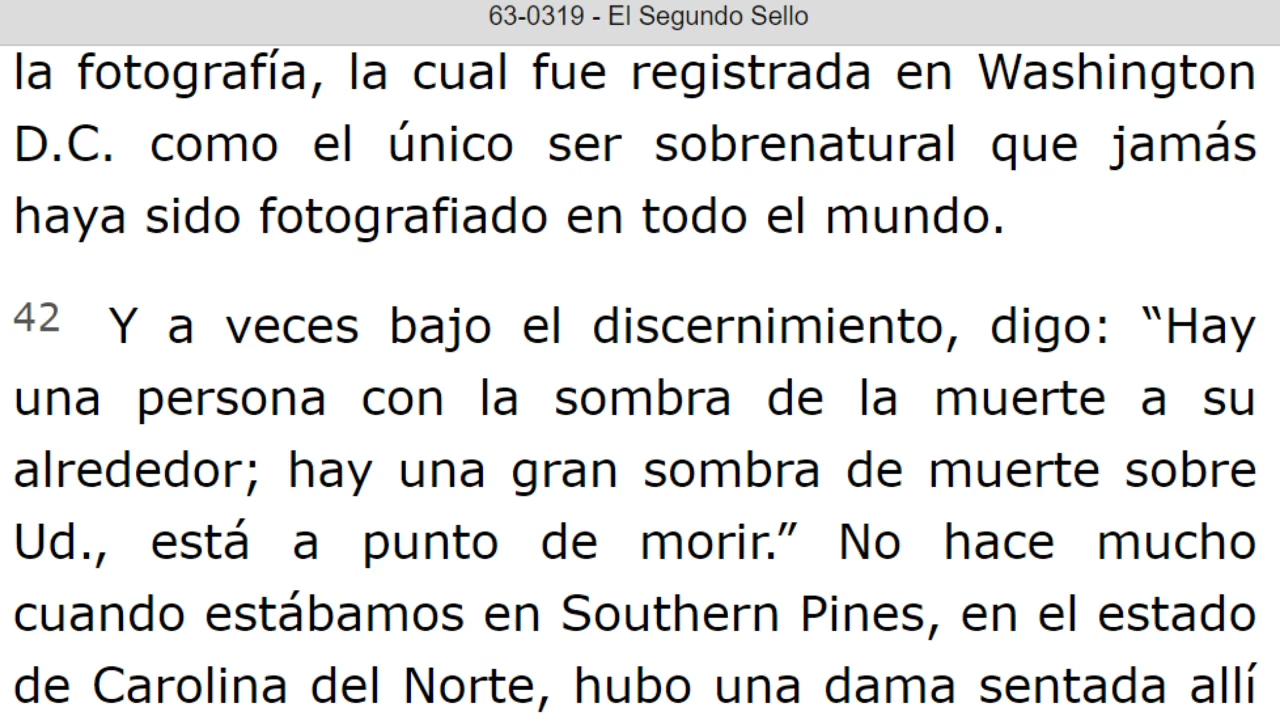 63-0319 - El Segundo Sello
la fotografía, la cual fue registrada en Washington
D.C. como el único ser sobrenatural que jamás
haya sido fotografiado en todo el mundo.
42 Y a veces bajo el discernimiento, digo: “Hay
una persona con la sombra de la muerte a su
alrededor; hay una gran sombra de muerte sobre
Ud., está a punto de morir.” No hace mucho
cuando estábamos en Southern Pines, en el estado
de Carolina del Norte, hubo una dama sentada allí